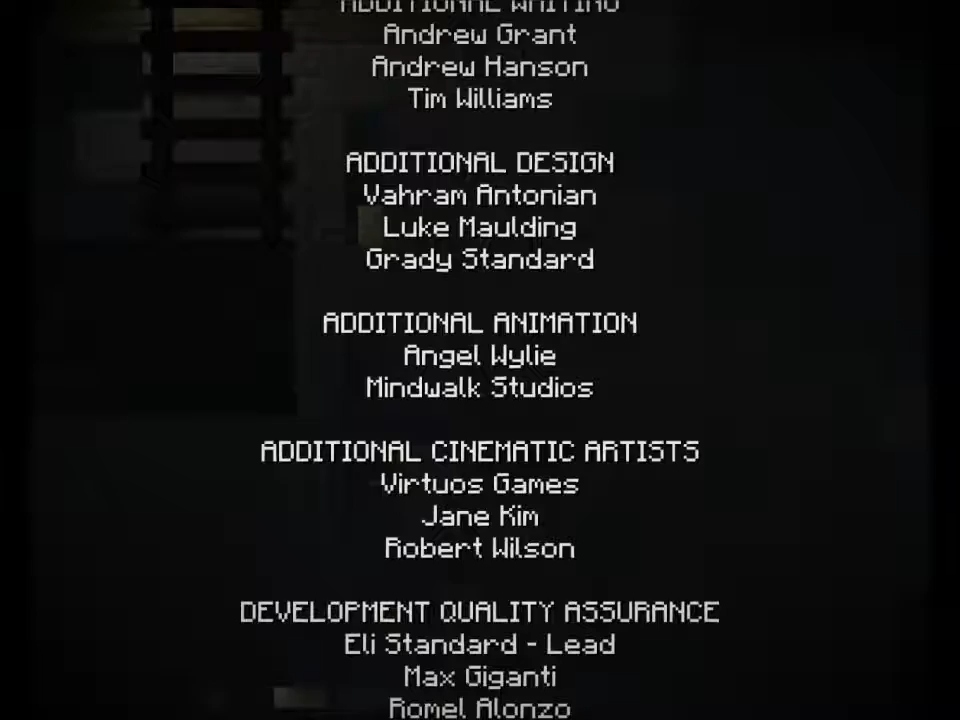 ADDITIONAL WRITING
Andrew Grant
Andrew Hanson
Tim Williams
ADDITIONAL DESIGN
Vahram Antonian
Luke Maulding
Grady Standard
ADDITIONAL ANIMATION
Angel Wylie
Mindwalk Studios
ADDITIONAL CINEMATIC ARTISTS
Virtuos Games
Jane Kim
Robert Wilson
DEVELOPMENT QUALITY ASSURANCE
Eli Standard - Lead
Max Giganti
Romel Alonzo